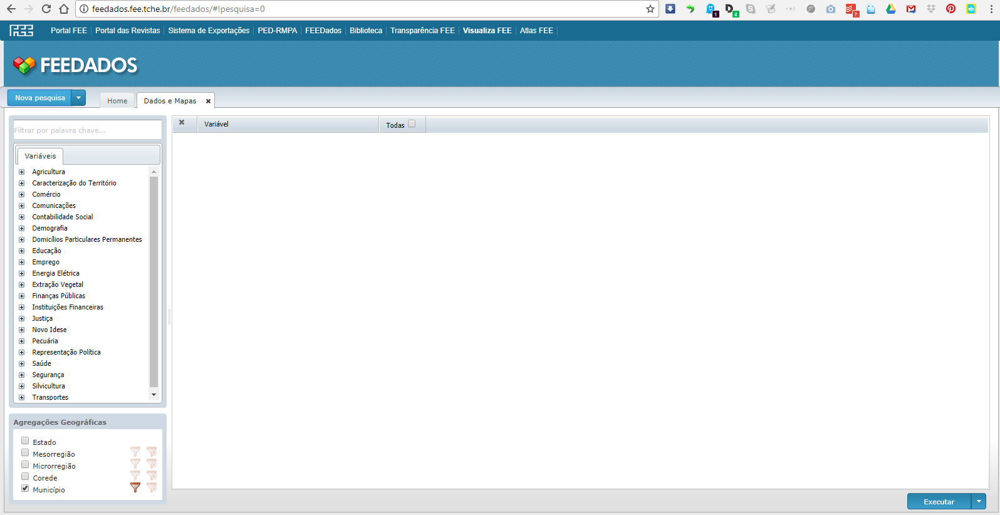 feedados.fee.tche.br/feedados/#!pesquisa=0
1
4
?
FEE Portal FEE Portal das Revistas Sistema de Exportações PED-RMPA FEEDados Biblioteca Transparência FEE Visualiza FEE Atlas FEE
FEEDADOS
Nova pesquisa Home Dados e Mapas
Filtrar por palavra chave...
Variável Todas
Variáveis
Agricultura
Caracterização do Território
Comércio
Comunicações
Contabilidade Social
Demografia
Domicílios Particulares Permanentes
Educação
Emprego
Energia Elétrica
Extração Vegetal
Finanças Públicas
Instituições Financeiras
Justiça
Novo Idese
Pecuária
Representação Política
Saúde
Segurança
Silvicultura
Transportes
Agregações Geográficas
Estado
Mesorregião
Microrregião
Corede
Município
Executar